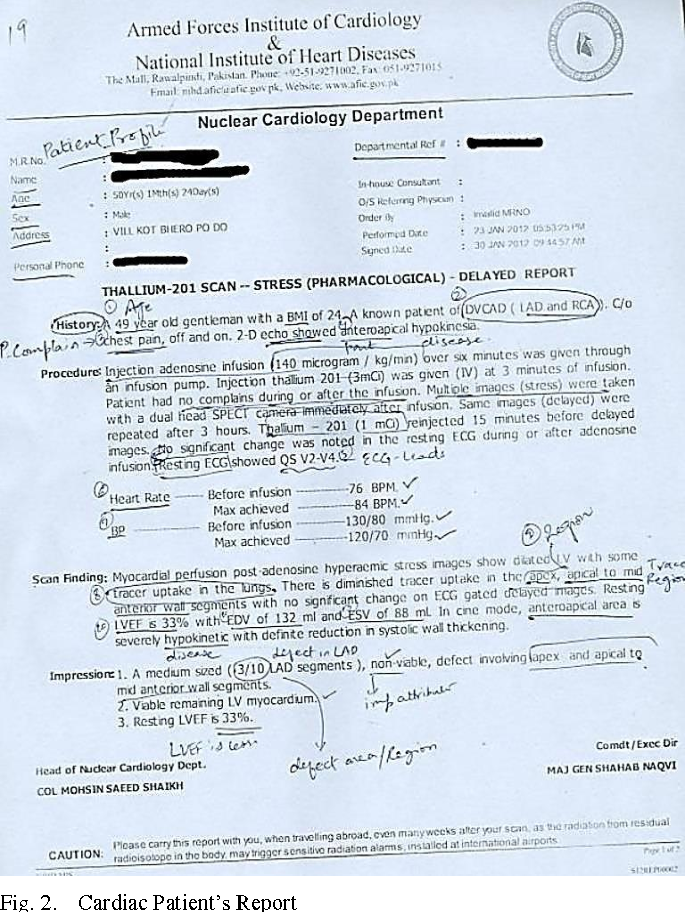 19
Armed Forces Institute of Cardiology
&
National Institute of Heart Diseases
The Mall, Rawalpindi, Pakistan. Phone: +92-51-9271002, Fax: 051-9271015
Email: nihd.afic@afic.gov.pk, Website: www.afic.gov.pk
Nuclear Cardiology Department
Patient Profile
M.R.No. :
Departmental Ref # :
Name :
Age : 50Yr(s) 1Mth(s) 24Day(s)
In-house Consultant :
O/S Referring Physician :
Sex : Male
Order By : Invalid MRNO
Address : VILL KOT BHERO PO DO
Performed Date : 23 JAN 2012 05:53:25 PM
:
Signed Date : 30 JAN 2012 09:44:57 AM
Personal Phone :
THALLIUM-201 SCAN -- STRESS (PHARMACOLOGICAL) - DELAYED REPORT
① Age ②
History: A 49 year old gentleman with a BMI of 24. A known patient of DVCAD ( LAD and RCA). C/o
P. Complain → chest pain, off and on. 2-D echo showed anteroapical hypokinesia.
disease
Procedure: Injection adenosine infusion (140 microgram / kg/min) over six minutes was given through
an infusion pump. Injection thallium 201 (3mCi) was given (IV) at 3 minutes of infusion.
Patient had no complains during or after the infusion. Multiple images (stress) were taken
with a dual head SPECT camera immediately after infusion. Same images (delayed) were
repeated after 3 hours. Thallium – 201 (1 mCi) reinjected 15 minutes before delayed
images. No significant change was noted in the resting ECG during or after adenosine
infusion. Resting ECG showed QS V2-V4. ECG-Leads
Heart Rate ------ Before infusion -----------76 BPM. ✓
Max achieved -----------84 BPM. ✓
BP ------------ Before infusion -----------130/80 mmHg. ✓
Max achieved -----------120/70 mmHg ✓
Region
Scan Finding: Myocardial perfusion post-adenosine hyperaemic stress images show dilated LV with some
tracer uptake in the lungs. There is diminished tracer uptake in the apex, apical to mid
Region
anterior wall segments with no significant change on ECG gated delayed images. Resting
LVEF is 33% with EDV of 132 ml and ESV of 88 ml. In cine mode, anteroapical area is
severely hypokinetic with definite reduction in systolic wall thickening.
disease defect in LAD
Impression: 1. A medium sized (3/10 LAD segments ), non-viable, defect involving apex and apical to
mid anterior wall segments.
2. Viable remaining LV myocardium. ✓
imp attribute
3. Resting LVEF is 33%.
LVEF is less
defect area/Region
Comdt/Exec Dir
Head of Nuclear Cardiology Dept.
MAJ GEN SHAHAB NAQVI
COL MOHSIN SAEED SHAIKH
CAUTION: Please carry this report with you, when travelling abroad, even many weeks after your scan, as the radiation from residual
radioisotope in the body, may trigger sensitive radiation alarms, installed at international airports
Page 1 of 2
S12REP00002
Fig. 2. Cardiac Patient's Report